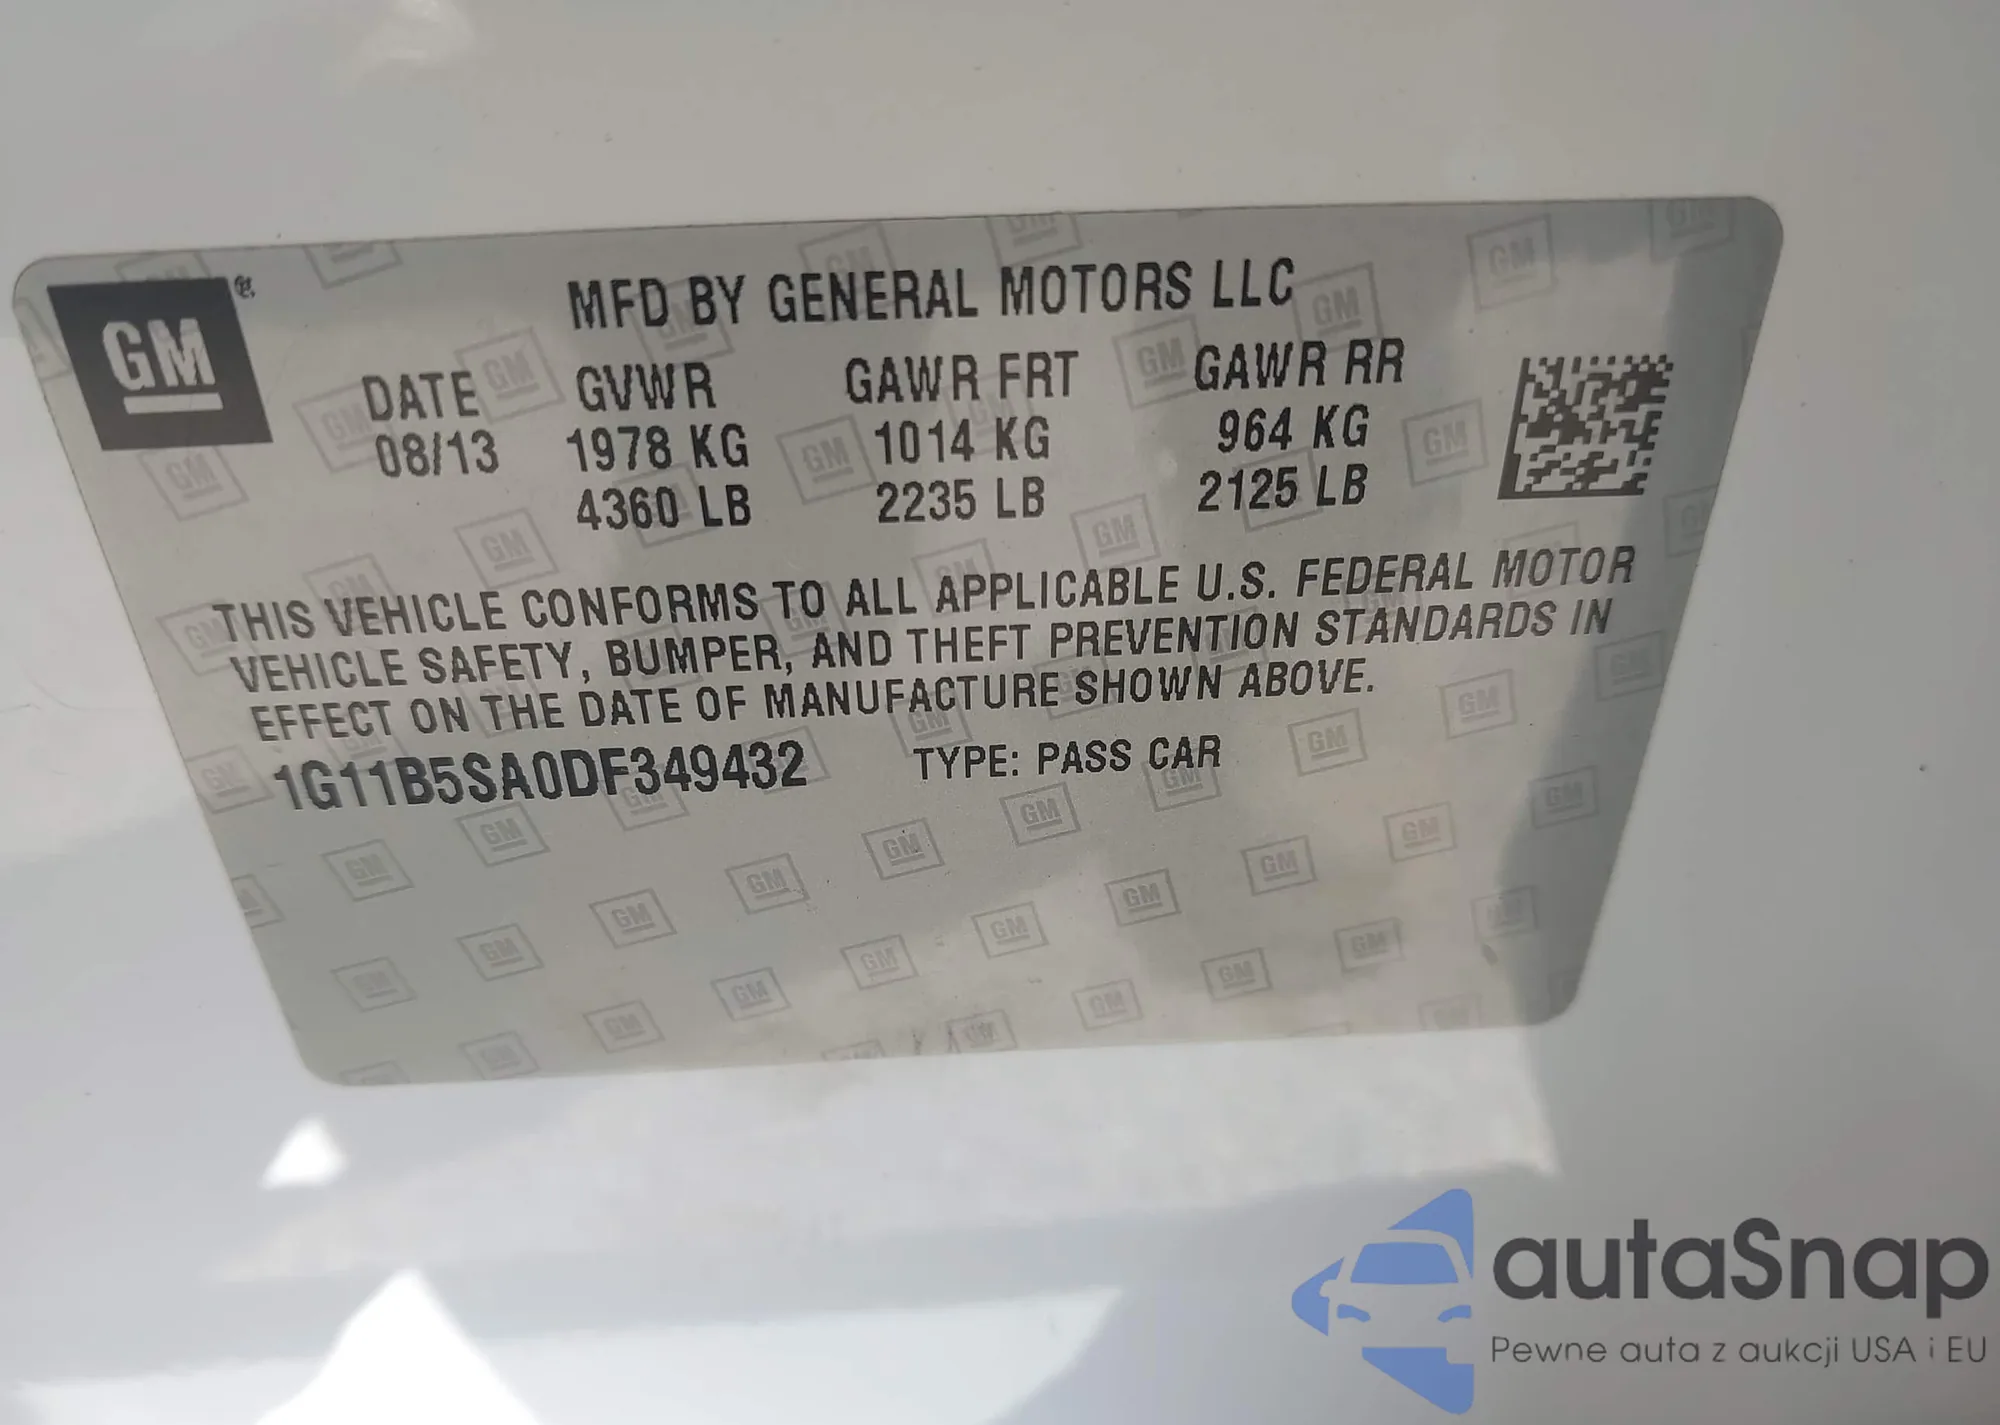 GM
MFD BY GENERAL MOTORS LLC
DATE GVWR GAWR FRT GAWR RR
08/13 1978 KG 1014 KG 964 KG
4360 LB 2235 LB 2125 LB
THIS VEHICLE CONFORMS TO ALL APPLICABLE U.S. FEDERAL MOTOR
VEHICLE SAFETY, BUMPER, AND THEFT PREVENTION STANDARDS IN
EFFECT ON THE DATE OF MANUFACTURE SHOWN ABOVE.
1G11B5SA0DF349432 TYPE: PASS CAR
autaSnap
Pewne auta z aukcji USA i EU